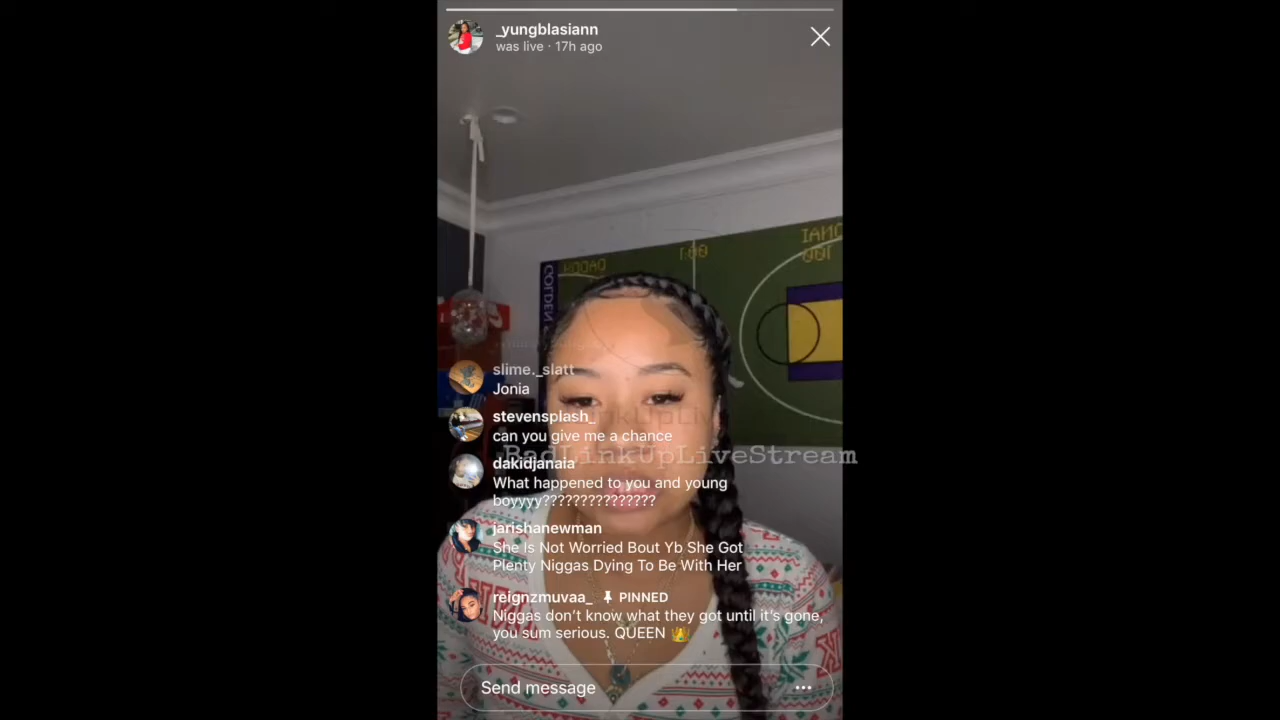 _yungblasiann
was live · 17h ago
slime._slatt
Jonia
stevensplash_
can you give me a chance
BadLinkUpLiveStream
dakidjanaia
What happened to you and young
boyyyy???????????????
jarishanewman
She Is Not Worried Bout Yb She Got
Plenty Niggas Dying To Be With Her
reignzmuvaa_ PINNED
Niggas don't know what they got until it's gone,
you sum serious. QUEEN 👑
Send message